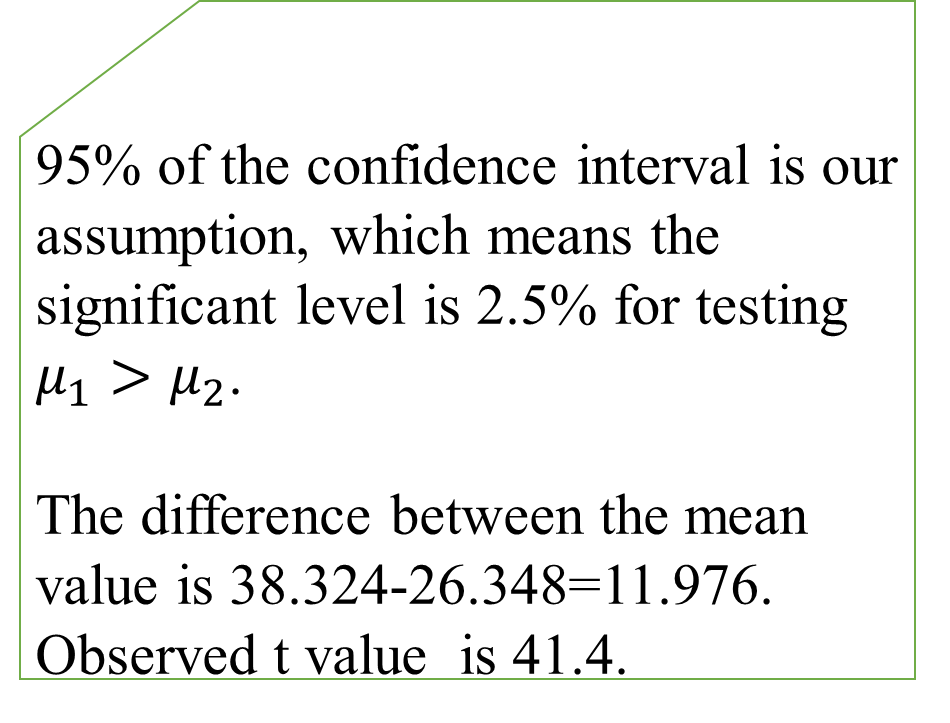 95% of the confidence interval is our
assumption, which means the
significant level is 2.5% for testing
𝜇₁ > 𝜇₂.
The difference between the mean
value is 38.324-26.348=11.976.
Observed t value  is 41.4.